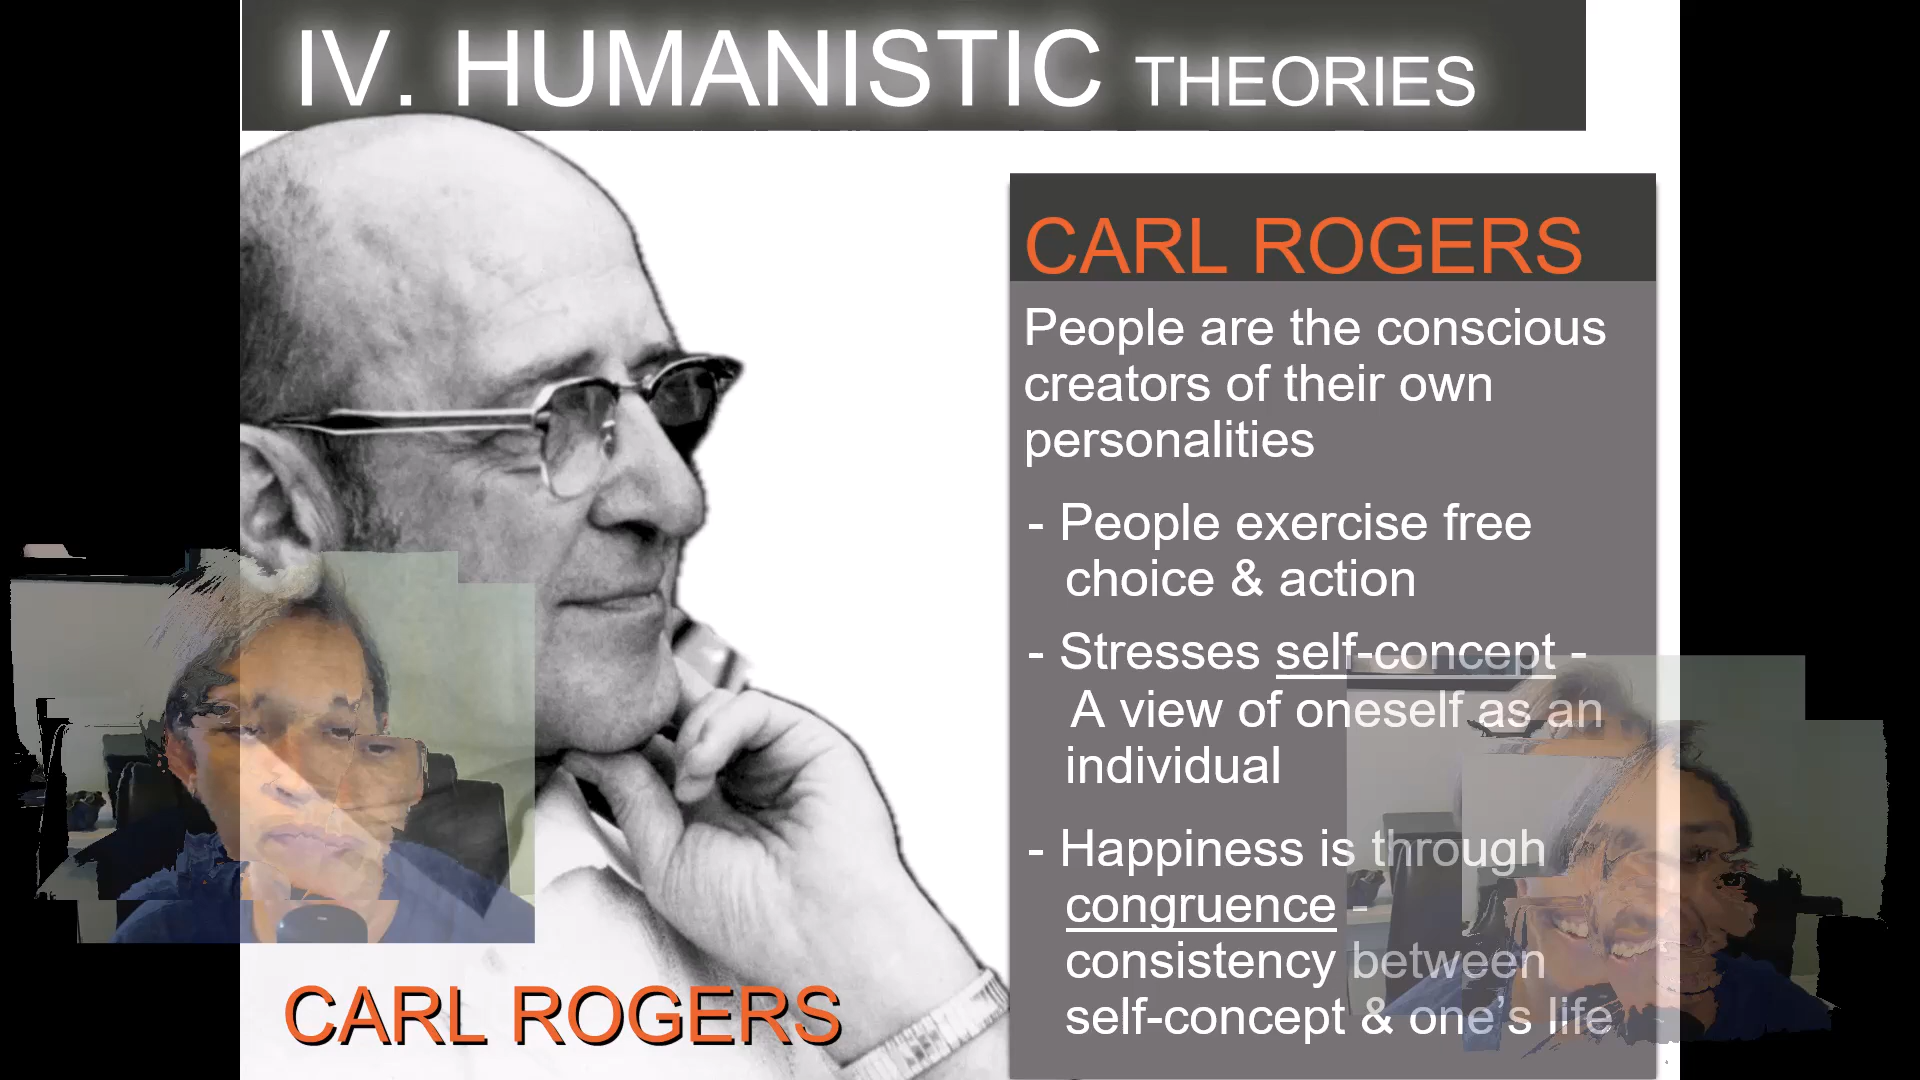 IV. HUMANISTIC THEORIES
CARL ROGERS
People are the conscious
creators of their own
personalities
- People exercise free
choice & action
- Stresses self-concept -
A view of oneself as an
individual
- Happiness is through
congruence -
consistency between
self-concept & one's life
CARL ROGERS